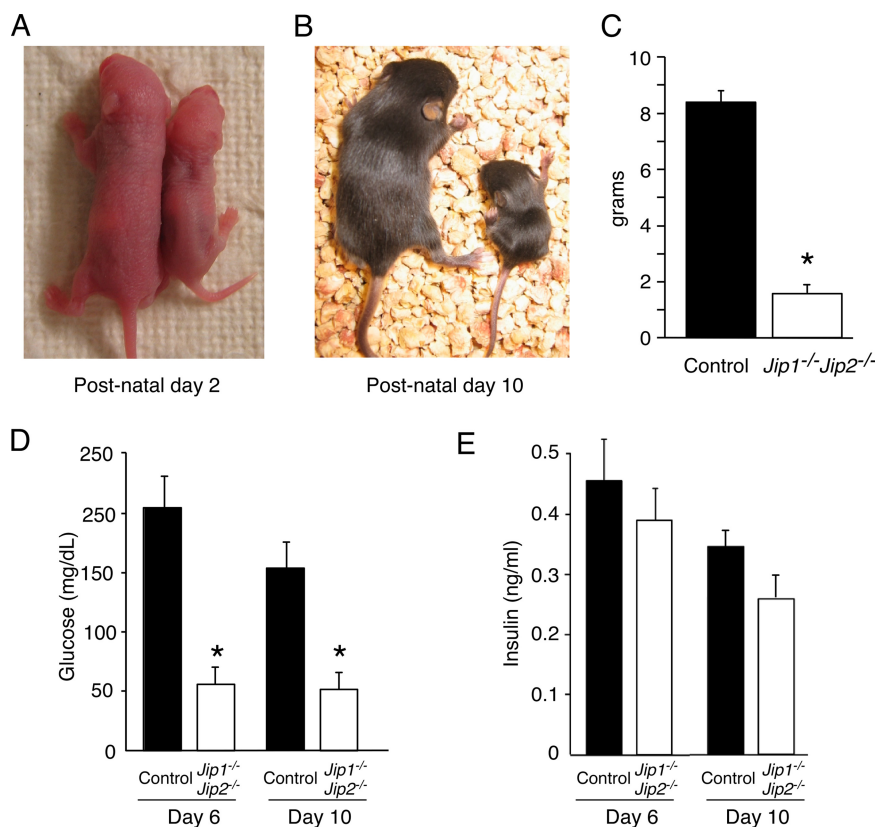 A
B
C
Post-natal day 2
Post-natal day 10
grams
10
8
6
4
2
0
*
Control Jip1-/-Jip2-/-
D
Glucose (mg/dL)
250
250
150
100
50
0
*
*
Control Jip1-/- Control Jip1-/-
Jip2-/- Jip2-/-
Day 6 Day 10
E
Insulin (ng/ml)
0.5
0.4
0.3
0.2
0.1
0
Control Jip1-/- Control Jip1-/-
Jip2-/- Jip2-/-
Day 6 Day 10